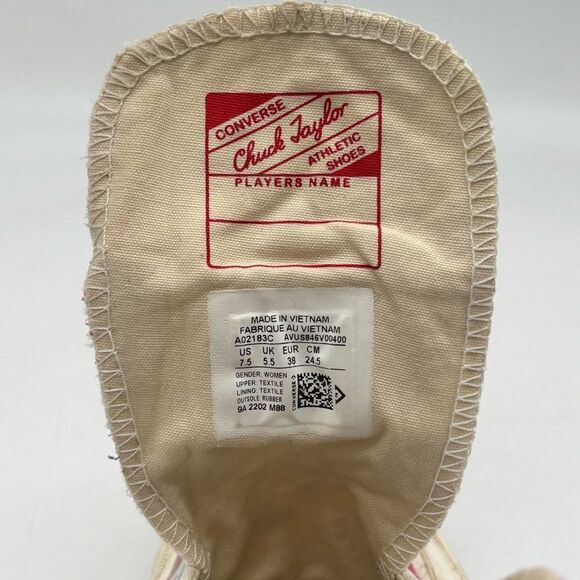 CONVERSE
Chuck Taylor
ATHLETIC SHOES
PLAYERS NAME
MADE IN VIETNAM
FABRIQUE AU VIETNAM
A02183C AVUS846V00400
US UK EUR CM
7.5 5.5 38 24.5
GENDER: WOMEN
UPPER: TEXTILE
LINING: TEXTILE
OUTSOLE: RUBBER
9A 2202 M88
CONVERSE